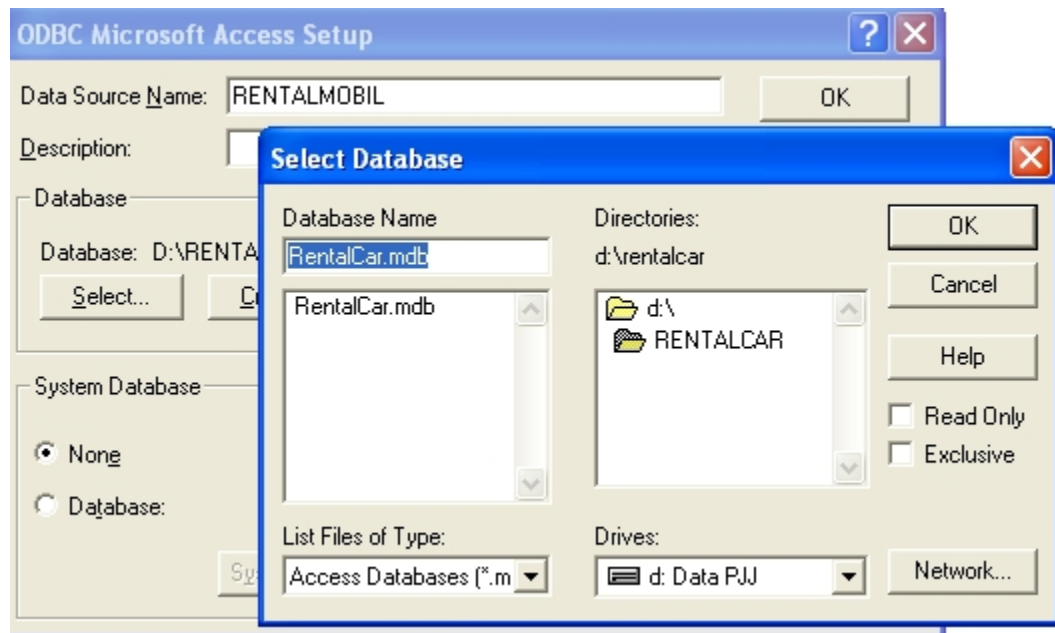 ODBC Microsoft Access Setup
Data Source Name: RENTALMOBIL
OK
Description:
Database
Database: D:\RENTA
Select...
System Database
None
Database:
Select Database
Database Name
RentalCar.mdb
RentalCar.mdb
List Files of Type:
Access Databases (*.m
Directories:
d:\rentalcar
d:\
RENTALCAR
Drives:
d: Data PJJ
OK
Cancel
Help
Read Only
Exclusive
Network...